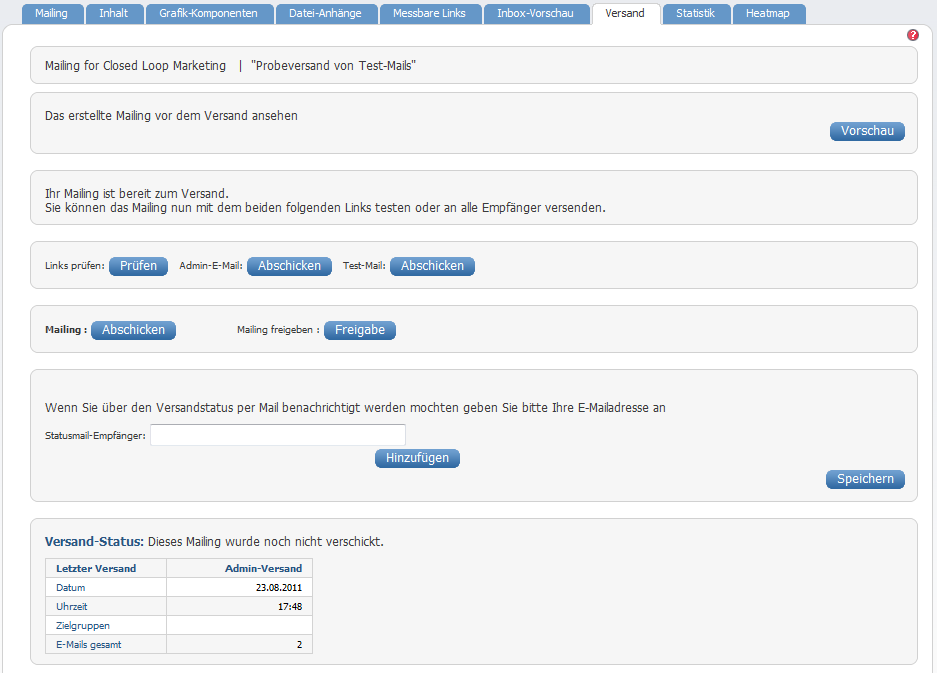 Mailing Inhalt Grafik-Komponenten Datei-Anhänge Messbare Links Inbox-Vorschau Versand Statistik Heatmap
?
Mailing for Closed Loop Marketing | "Probeversand von Test-Mails"
Das erstellte Mailing vor dem Versand ansehen
Vorschau
Ihr Mailing ist bereit zum Versand.
Sie können das Mailing nun mit dem beiden folgenden Links testen oder an alle Empfänger versenden.
Links prüfen: Prüfen Admin-E-Mail: Abschicken Test-Mail: Abschicken
Mailing : Abschicken Mailing freigeben : Freigabe
Wenn Sie über den Versandstatus per Mail benachrichtigt werden mochten geben Sie bitte Ihre E-Mailadresse an
Statusmail-Empfänger:
Hinzufügen
Speichern
Versand-Status: Dieses Mailing wurde noch nicht verschickt.
Letzter Versand Admin-Versand
Datum 23.08.2011
Uhrzeit 17:48
Zielgruppen
E-Mails gesamt 2